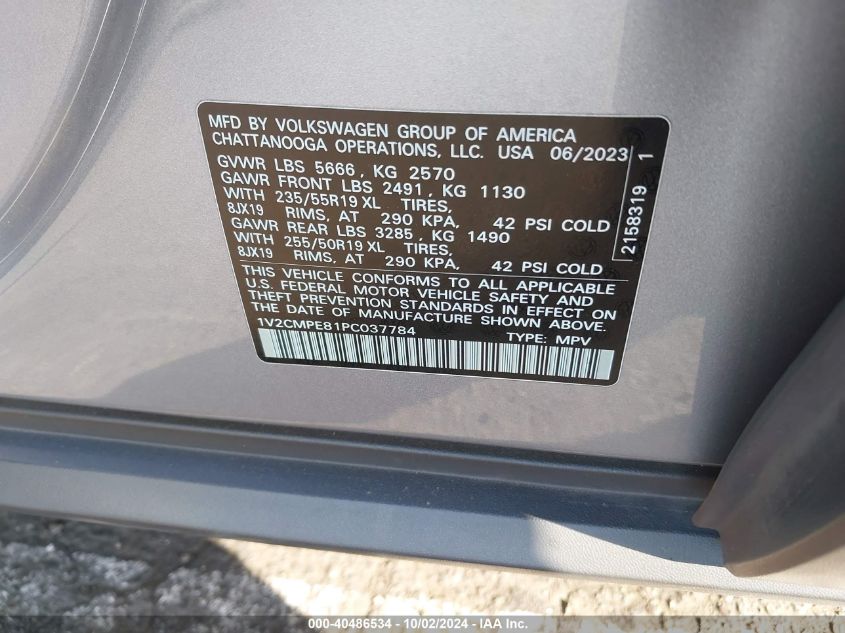 MFD BY VOLKSWAGEN GROUP OF AMERICA
CHATTANOOGA OPERATIONS, LLC. USA 06/2023
GVWR LBS 5666, KG 2570
GAWR FRONT LBS 2491, KG 1130
WITH 235/55R19 XL TIRES,
8JX19 RIMS, AT 290 KPA, 42 PSI COLD
GAWR REAR LBS 3285, KG 1490
WITH 255/50R19 XL TIRES,
8JX19 RIMS, AT 290 KPA, 42 PSI COLD
THIS VEHICLE CONFORMS TO ALL APPLICABLE
U.S. FEDERAL MOTOR VEHICLE SAFETY AND
THEFT PREVENTION STANDARDS IN EFFECT ON
THE DATE OF MANUFACTURE SHOWN ABOVE.
1V2CMPE81PC037784
TYPE: MPV
2158319 1
000-40486534 - 10/02/2024 - IAA Inc.